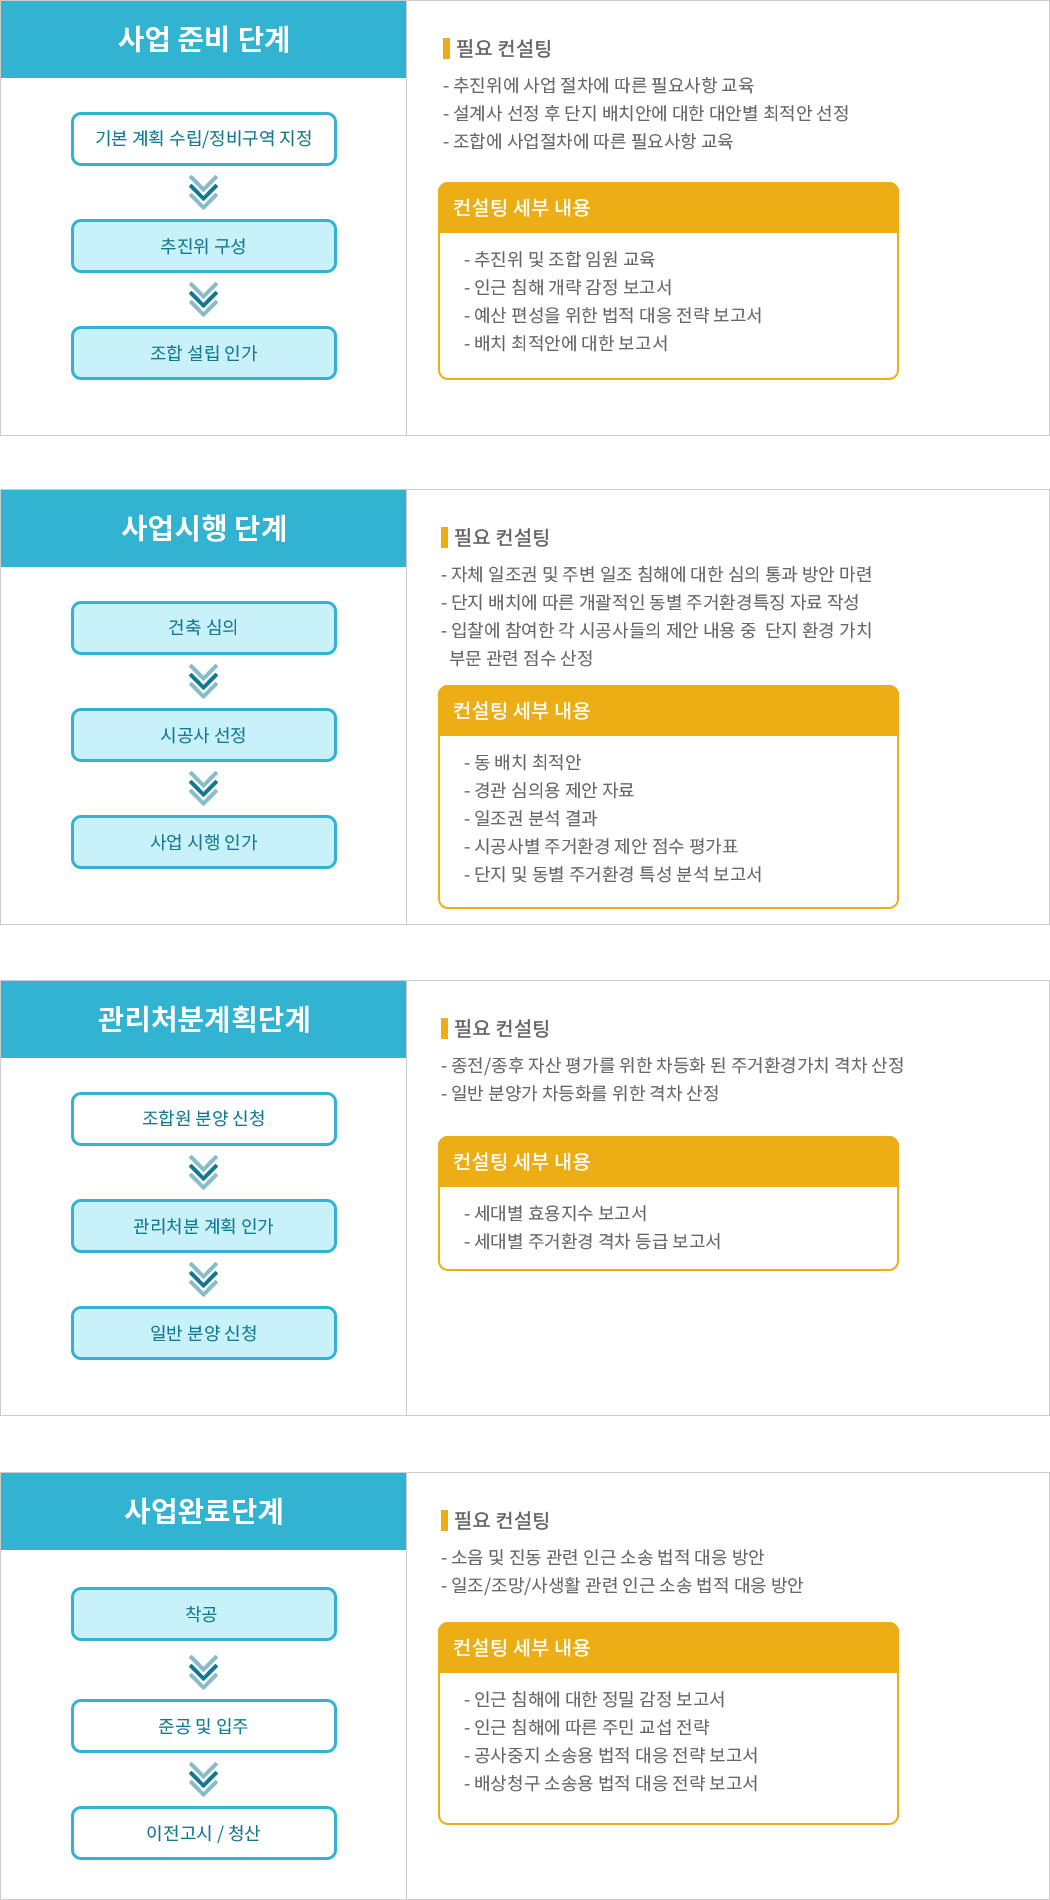 사업 준비 단계
기본 계획 수립/정비구역 지정
추진위 구성
조합 설립 인가
필요 컨설팅
- 추진위에 사업 절차에 따른 필요사항 교육
- 설계사 선정 후 단지 배치안에 대한 대안별 최적안 선정
- 조합에 사업절차에 따른 필요사항 교육
컨설팅 세부 내용
- 추진위 및 조합 임원 교육
- 인근 침해 개략 감정 보고서
- 예산 편성을 위한 법적 대응 전략 보고서
- 배치 최적안에 대한 보고서
사업시행 단계
건축 심의
시공사 선정
사업 시행 인가
필요 컨설팅
- 자체 일조권 및 주변 일조 침해에 대한 심의 통과 방안 마련
- 단지 배치에 따른 개괄적인 동별 주거환경특징 자료 작성
- 입찰에 참여한 각 시공사들의 제안 내용 중 단지 환경 가치
부문 관련 점수 산정
컨설팅 세부 내용
- 동 배치 최적안
- 경관 심의용 제안 자료
- 일조권 분석 결과
- 시공사별 주거환경 제안 점수 평가표
- 단지 및 동별 주거환경 특성 분석 보고서
관리처분계획단계
조합원 분양 신청
관리처분 계획 인가
일반 분양 신청
필요 컨설팅
- 종전/종후 자산 평가를 위한 차등화 된 주거환경가치 격차 산정
- 일반 분양가 차등화를 위한 격차 산정
컨설팅 세부 내용
- 세대별 효용지수 보고서
- 세대별 주거환경 격차 등급 보고서
사업완료단계
착공
준공 및 입주
이전고시 / 청산
필요 컨설팅
- 소음 및 진동 관련 인근 소송 법적 대응 방안
- 일조/조망/사생활 관련 인근 소송 법적 대응 방안
컨설팅 세부 내용
- 인근 침해에 대한 정밀 감정 보고서
- 인근 침해에 따른 주민 교섭 전략
- 공사중지 소송용 법적 대응 전략 보고서
- 배상청구 소송용 법적 대응 전략 보고서